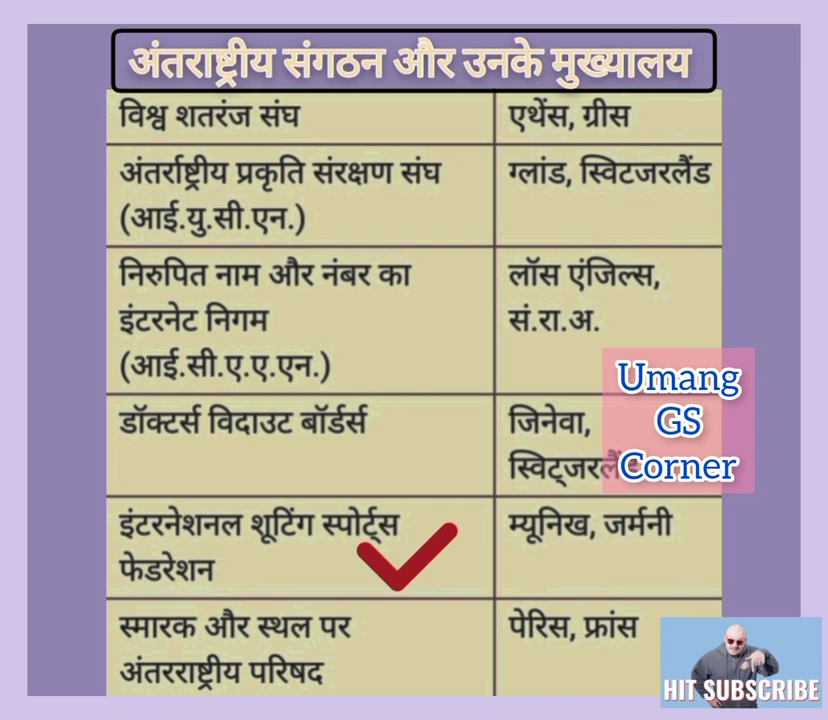 अंतराष्ट्रीय संगठन और उनके मुख्यालय
विश्व शतरंज संघ
एथेंस, ग्रीस
अंतर्राष्ट्रीय प्रकृति संरक्षण संघ
(आई.यु.सी.एन.)
ग्लांड, स्विटजरलैंड
निरुपित नाम और नंबर का
इंटरनेट निगम
(आई.सी.ए.ए.एन.)
लॉस एंजिल्स,
सं.रा.अ.
डॉक्टर्स विदाउट बॉर्डर्स
जिनेवा,
स्विट्जरलैंड
Umang
GS
Corner
इंटरनेशनल शूटिंग स्पोर्ट्स
फेडरेशन
म्यूनिख, जर्मनी
स्मारक और स्थल पर
अंतरराष्ट्रीय परिषद
पेरिस, फ्रांस
HIT SUBSCRIBE